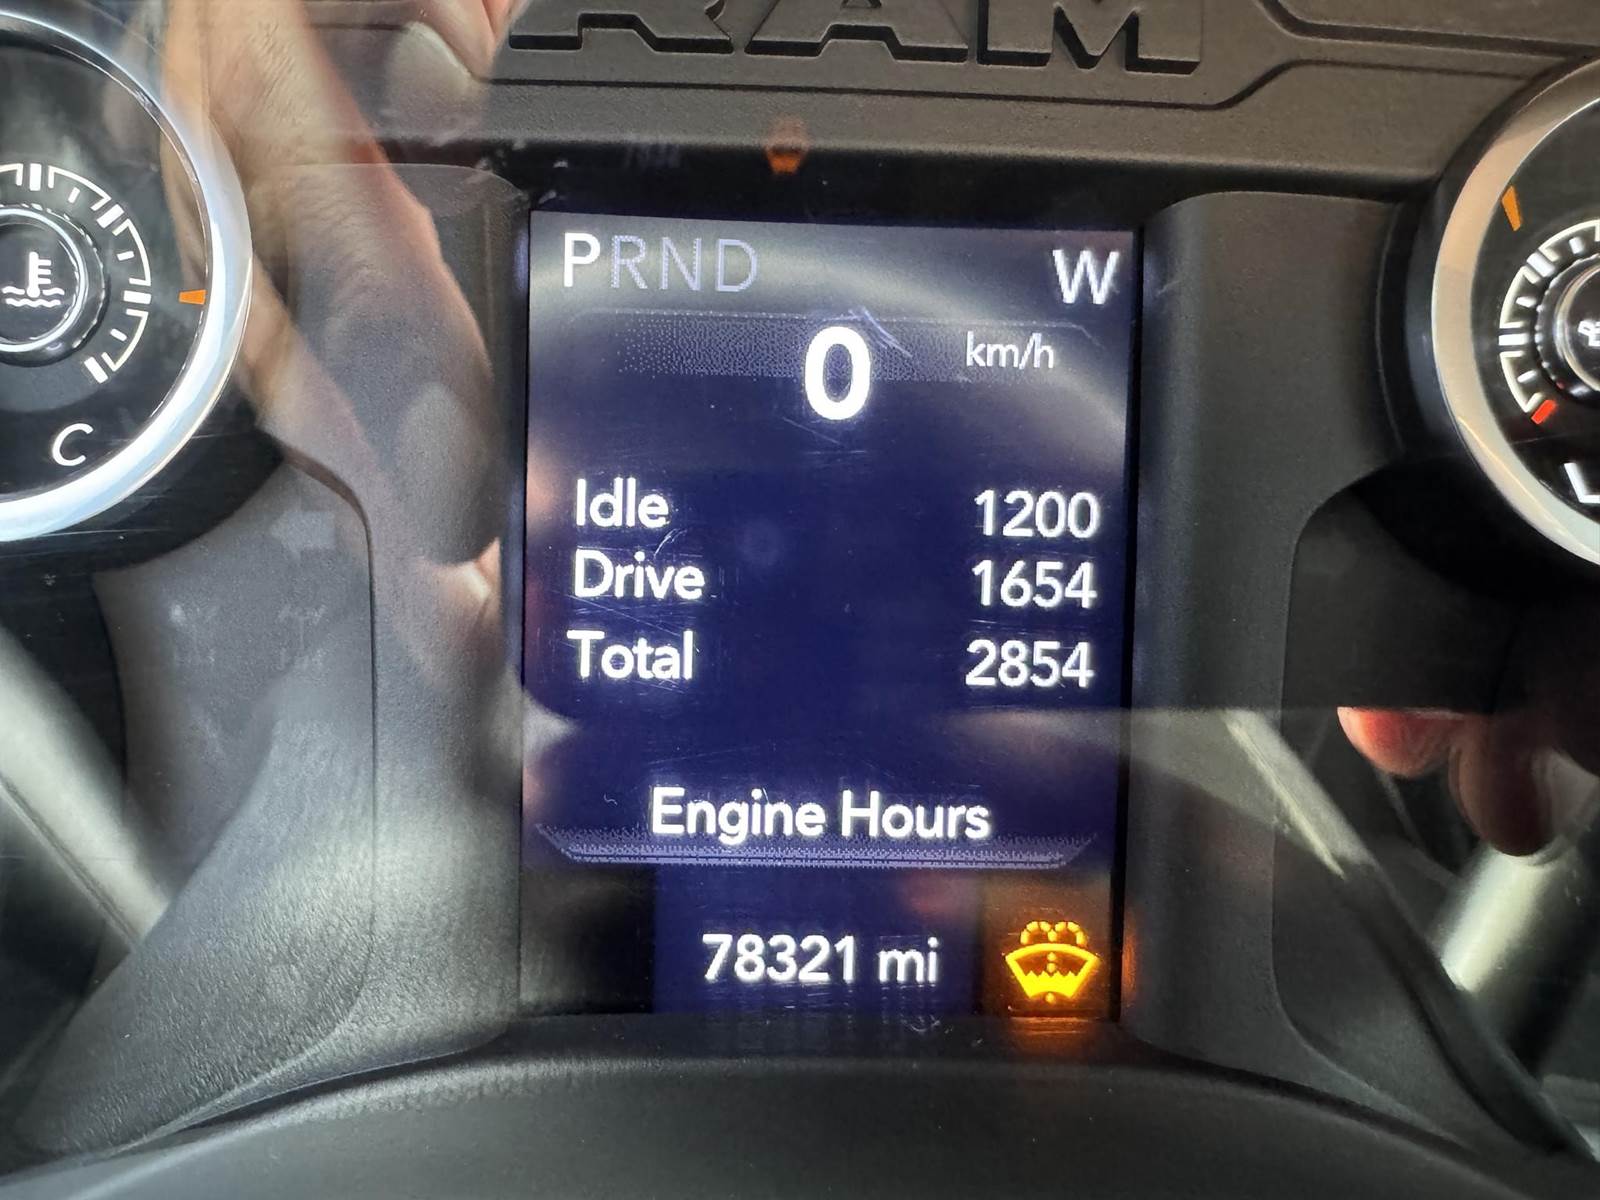 RAM
PRND W
0 km/h
Idle 1200
Drive 1654
Total 2854
Engine Hours
78321 mi
C
L